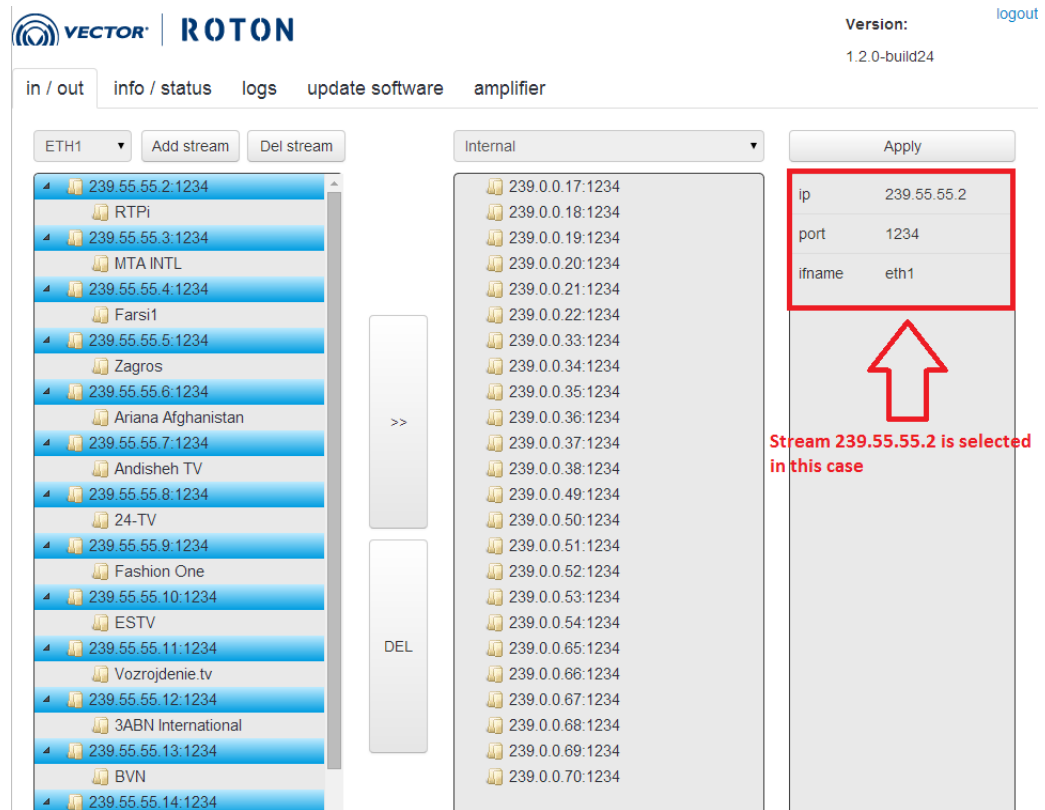 VECTOR ROTON
Version:
logout
1.2.0-build24
in / out info / status logs update software amplifier
ETH1 Add stream Del stream
Internal
Apply
239.55.55.2:1234
RTPi
239.55.55.3:1234
MTA INTL
239.55.55.4:1234
Farsi1
239.55.55.5:1234
Zagros
239.55.55.6:1234
Ariana Afghanistan
239.55.55.7:1234
Andisheh TV
239.55.55.8:1234
24-TV
239.55.55.9:1234
Fashion One
239.55.55.10:1234
ESTV
239.55.55.11:1234
Vozrojdenie.tv
239.55.55.12:1234
3ABN International
239.55.55.13:1234
BVN
239.55.55.14:1234
>>
DEL
239.0.0.17:1234
239.0.0.18:1234
239.0.0.19:1234
239.0.0.20:1234
239.0.0.21:1234
239.0.0.22:1234
239.0.0.33:1234
239.0.0.34:1234
239.0.0.35:1234
239.0.0.36:1234
239.0.0.37:1234
239.0.0.38:1234
239.0.0.49:1234
239.0.0.50:1234
239.0.0.51:1234
239.0.0.52:1234
239.0.0.53:1234
239.0.0.54:1234
239.0.0.65:1234
239.0.0.66:1234
239.0.0.67:1234
239.0.0.68:1234
239.0.0.69:1234
239.0.0.70:1234
ip 239.55.55.2
port 1234
ifname eth1
Stream 239.55.55.2 is selected
in this case